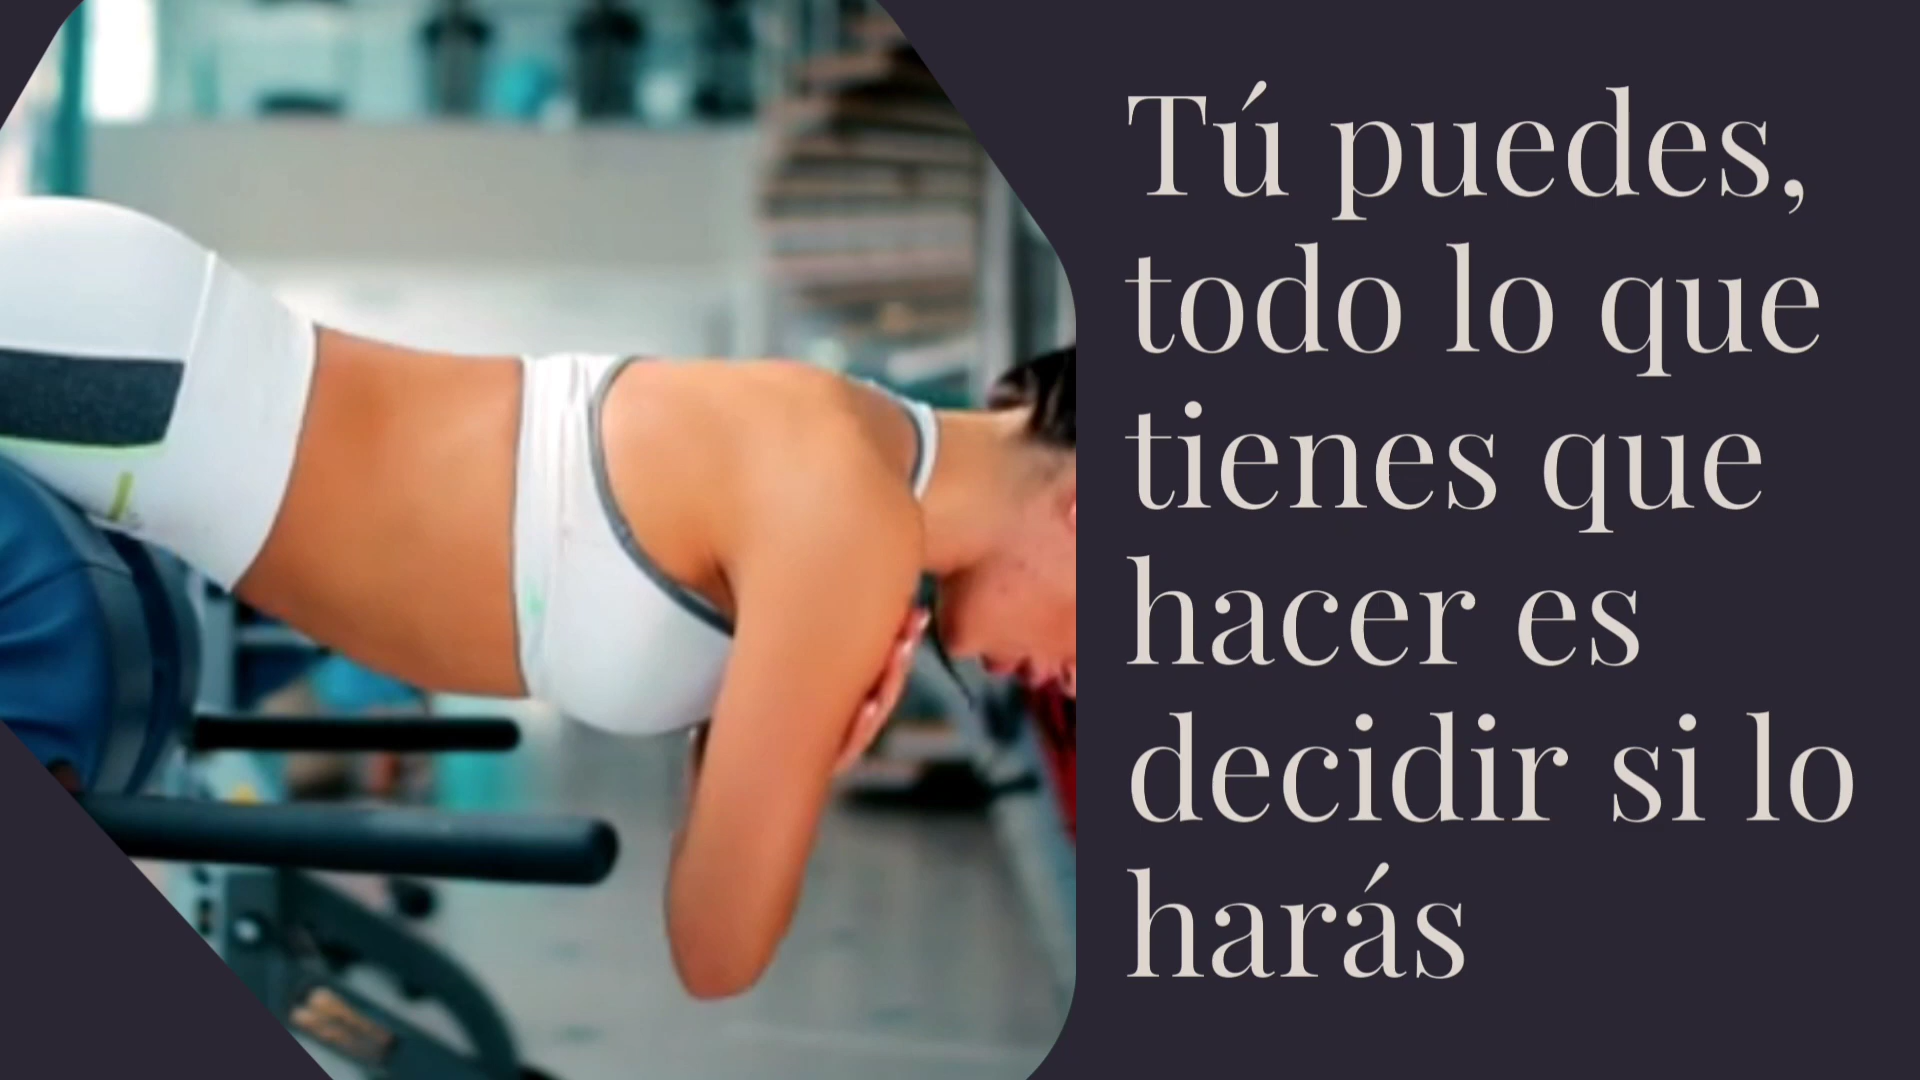 Tú puedes,
todo lo que
tienes que
hacer es
decidir si lo
harás